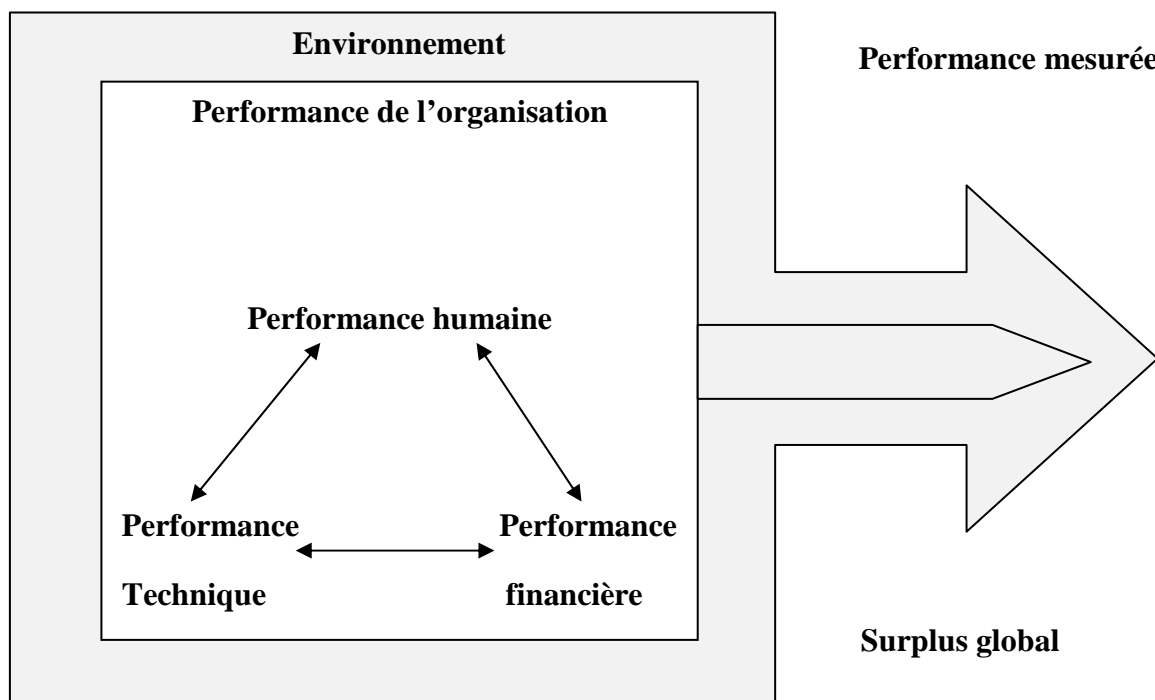 Environnement
Performance mesurée
Performance de l’organisation
Performance humaine
Performance
Technique
Performance
financière
Surplus global